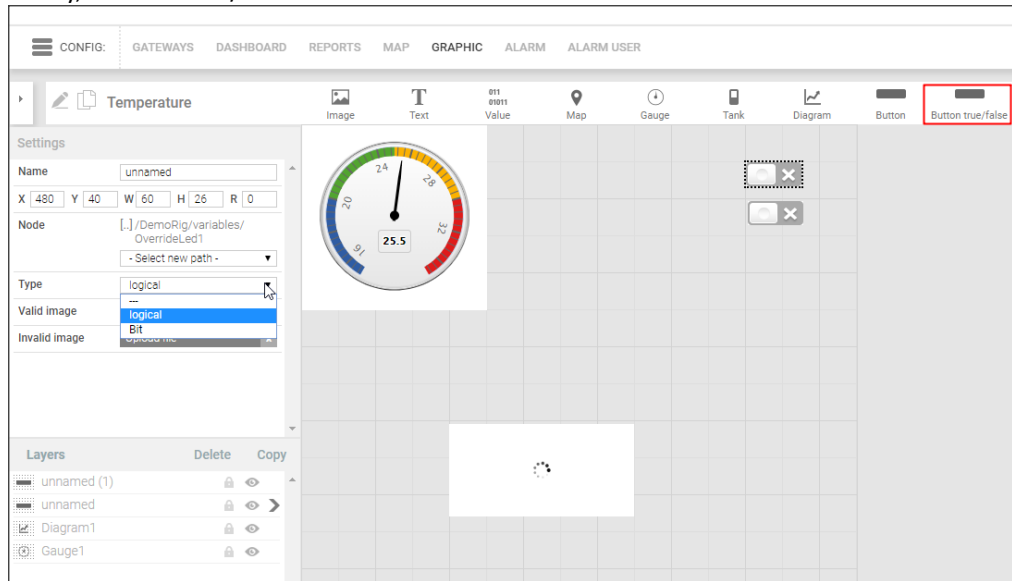 CONFIG: GATEWAYS DASHBOARD REPORTS MAP GRAPHIC ALARM ALARM USER
Temperature
Image
T
Text
011
01011
Value
Map
Gauge
Tank
Diagram
Button
Button true/false
Settings
Name unnamed
X 480 Y 40 W 60 H 26 R 0
Node [..]/DemoRig/variables/
OverrideLed1
- Select new path -
Type logical
---
logical
Bit
Valid image
Invalid image Upload file
16
20
24
28
32
25.5
Layers Delete Copy
unnamed (1)
unnamed
Diagram1
Gauge1